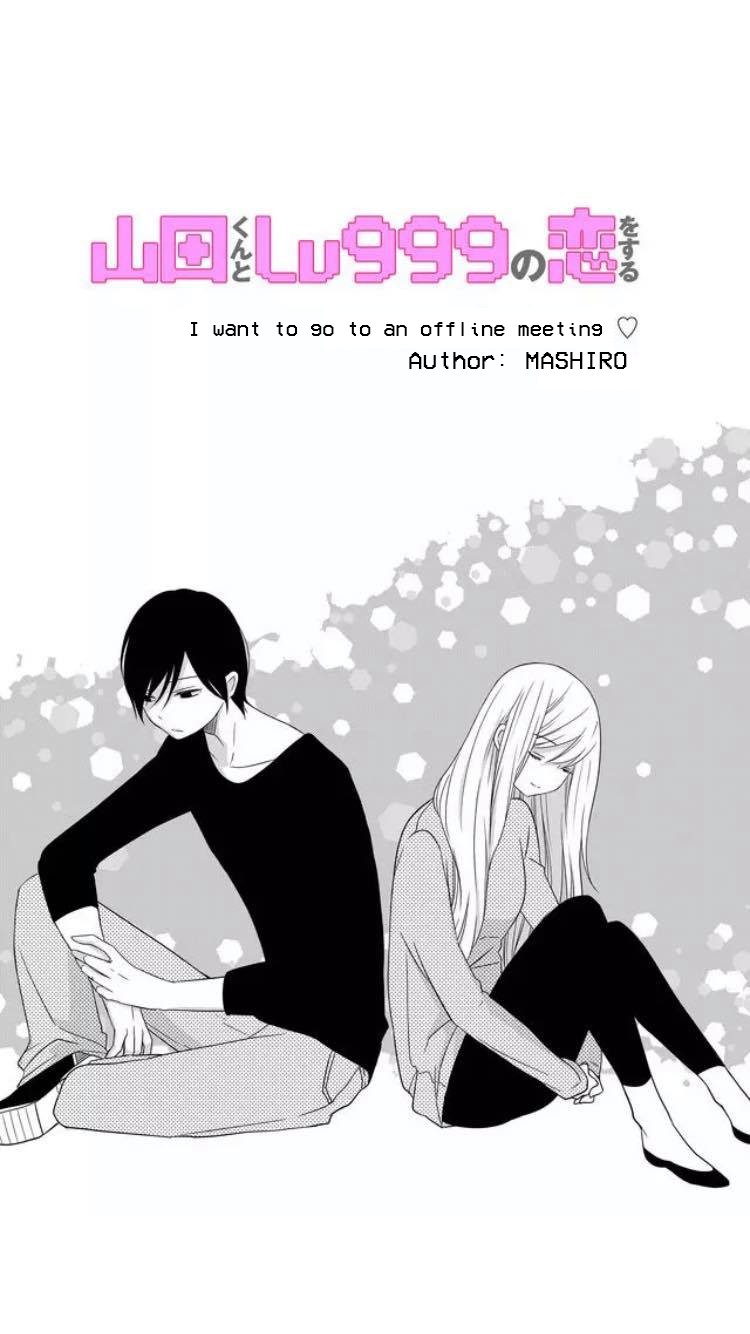 山田くんとLv999の恋をする
I want to go to an offline meeting ♡
Author: MASHIRO